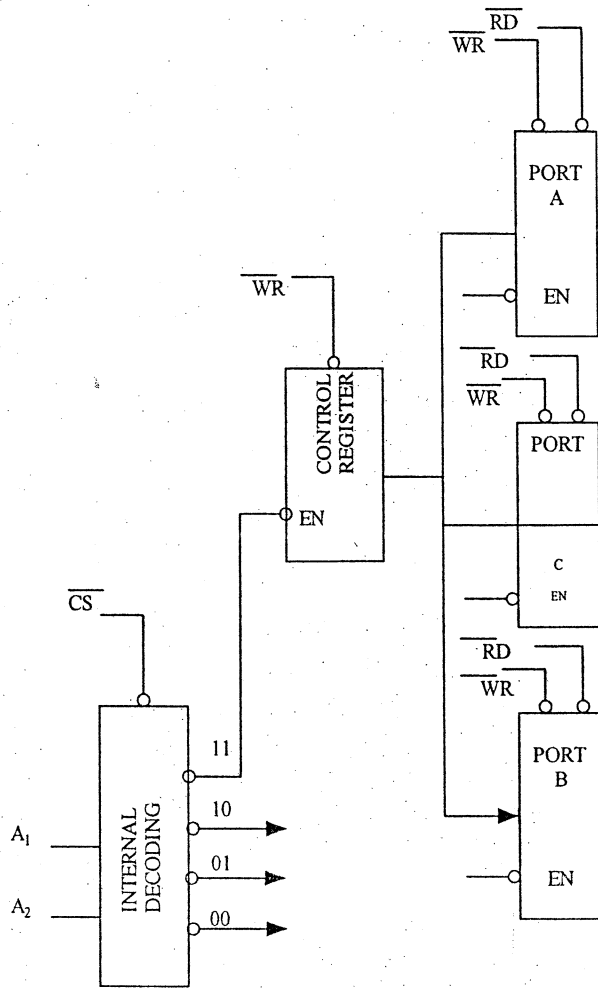 RD
WR
PORT
A
EN
WR
CONTROL
REGISTER
EN
RD
WR
PORT
C
EN
CS
RD
WR
PORT
B
EN
INTERNAL
DECODING
11
10
01
00
A₁
A₂